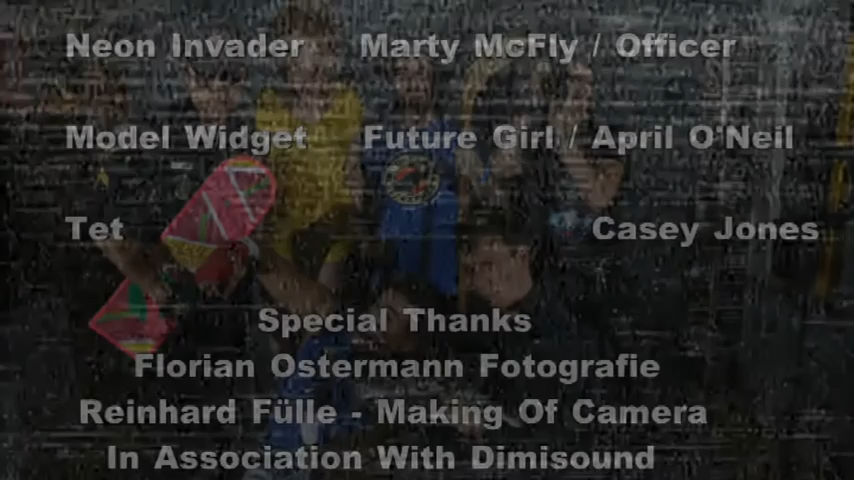 Neon Invader Marty McFly / Officer
Model Widget Future Girl / April O'Neil
Tet Casey Jones
Special Thanks
Florian Ostermann Fotografie
Reinhard Fülle - Making Of Camera
In Association With Dimisound